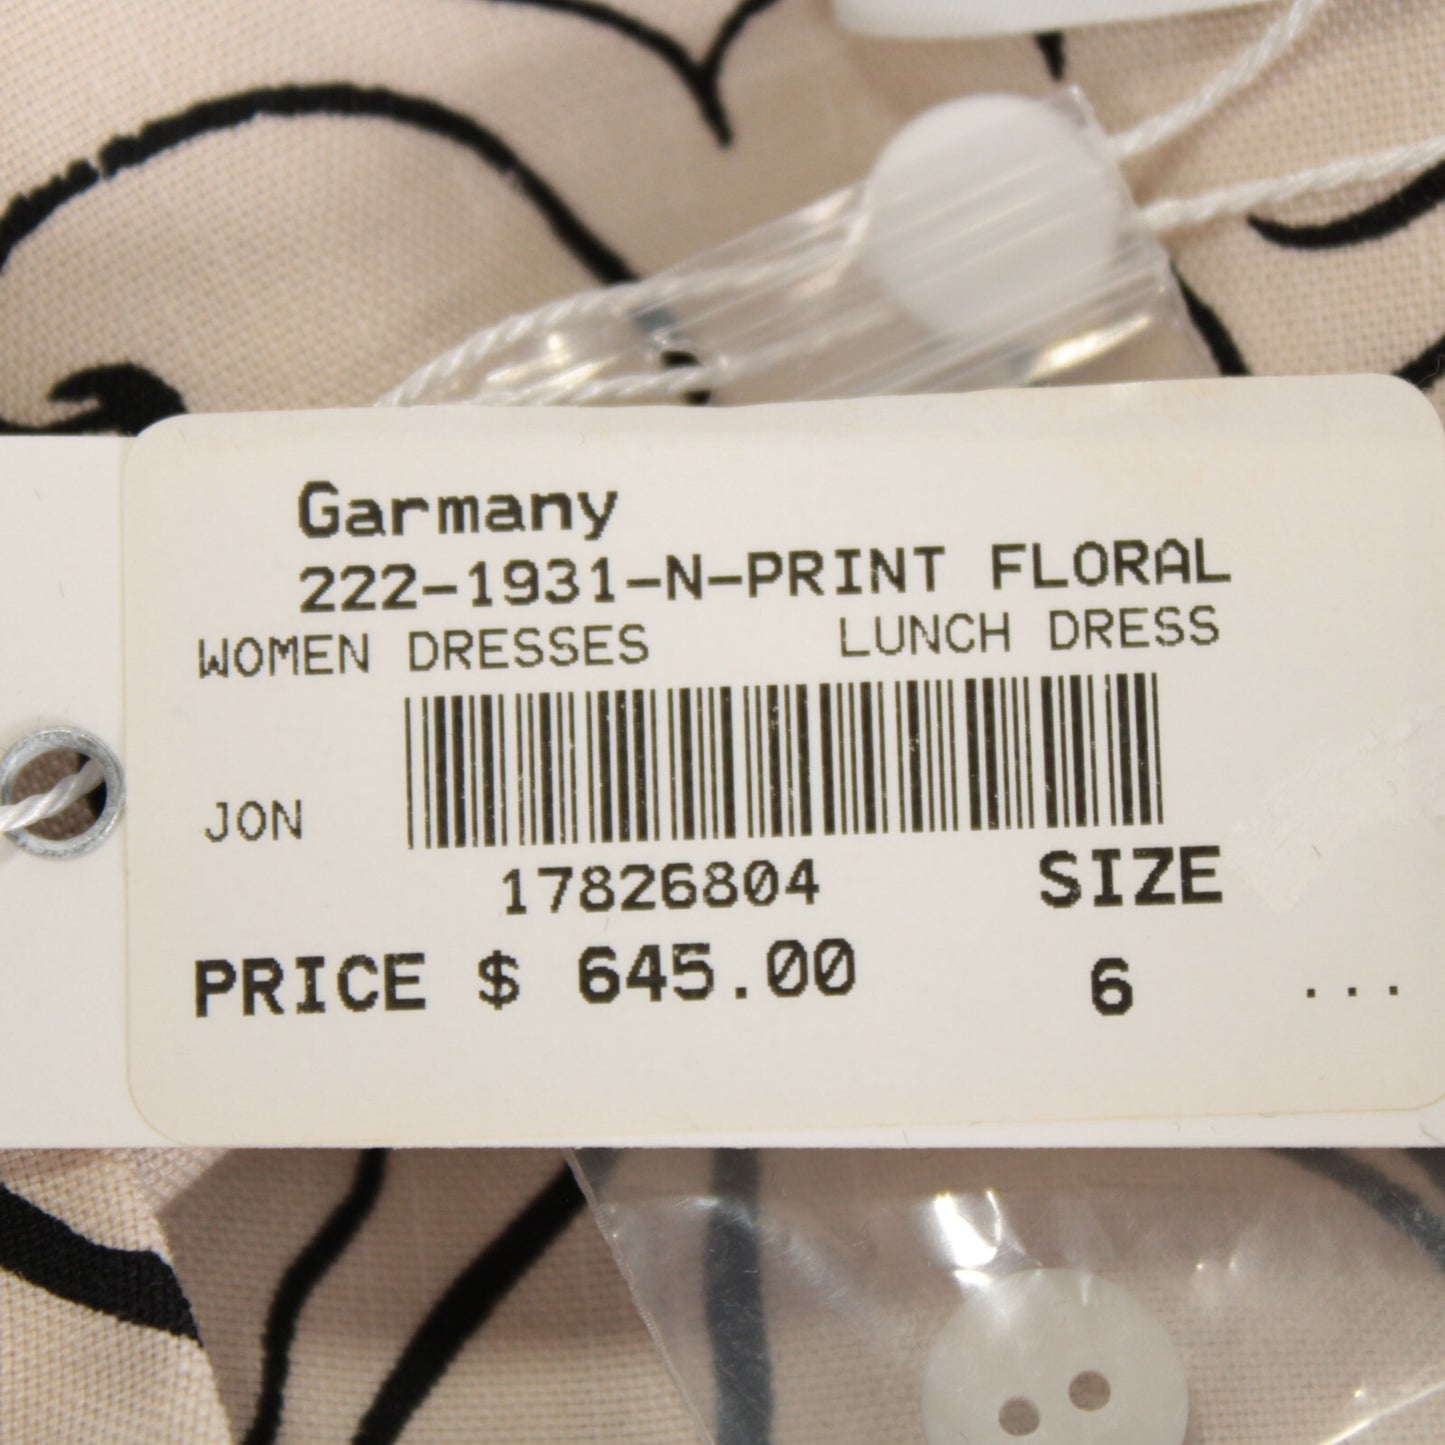 Garmany
222-1931-N-PRINT FLORAL
WOMEN DRESSES LUNCH DRESS
JON
17826804 SIZE
PRICE $ 645.00 6 ...